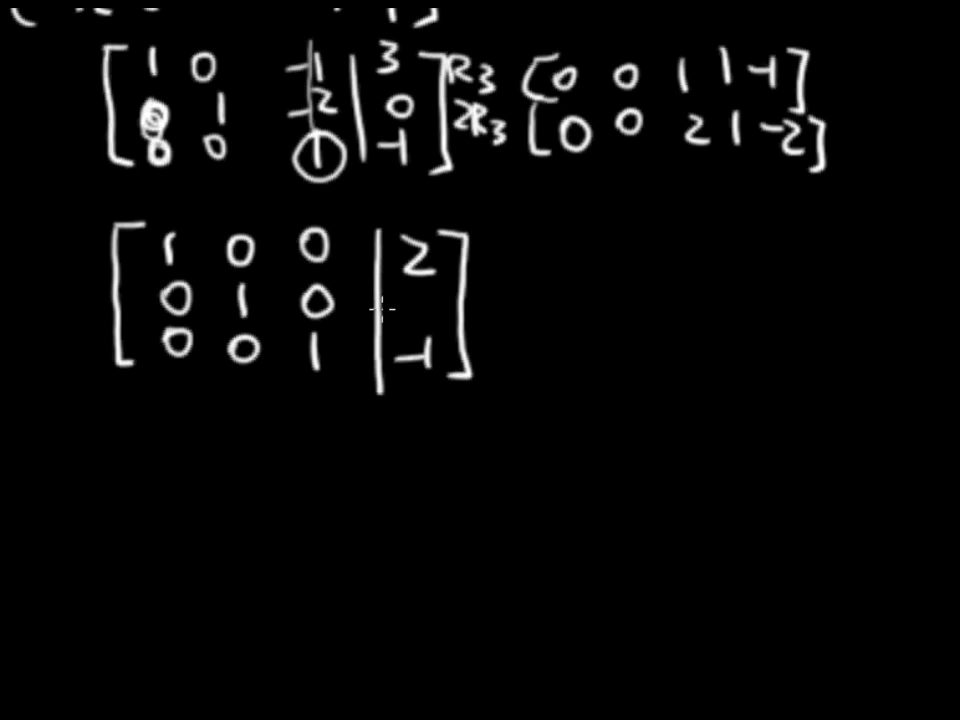 [ 1 0 -1 | 3 ] R3 [ 0 0 1 | -1 ]
[ 0 1 -2 | 0 ] 2R3 [ 0 0 2 | -2 ]
[ 0 0 1 | -1 ]
[ 1 0 0 | 2 ]
[ 0 1 0 | ]
[ 0 0 1 | -1 ]